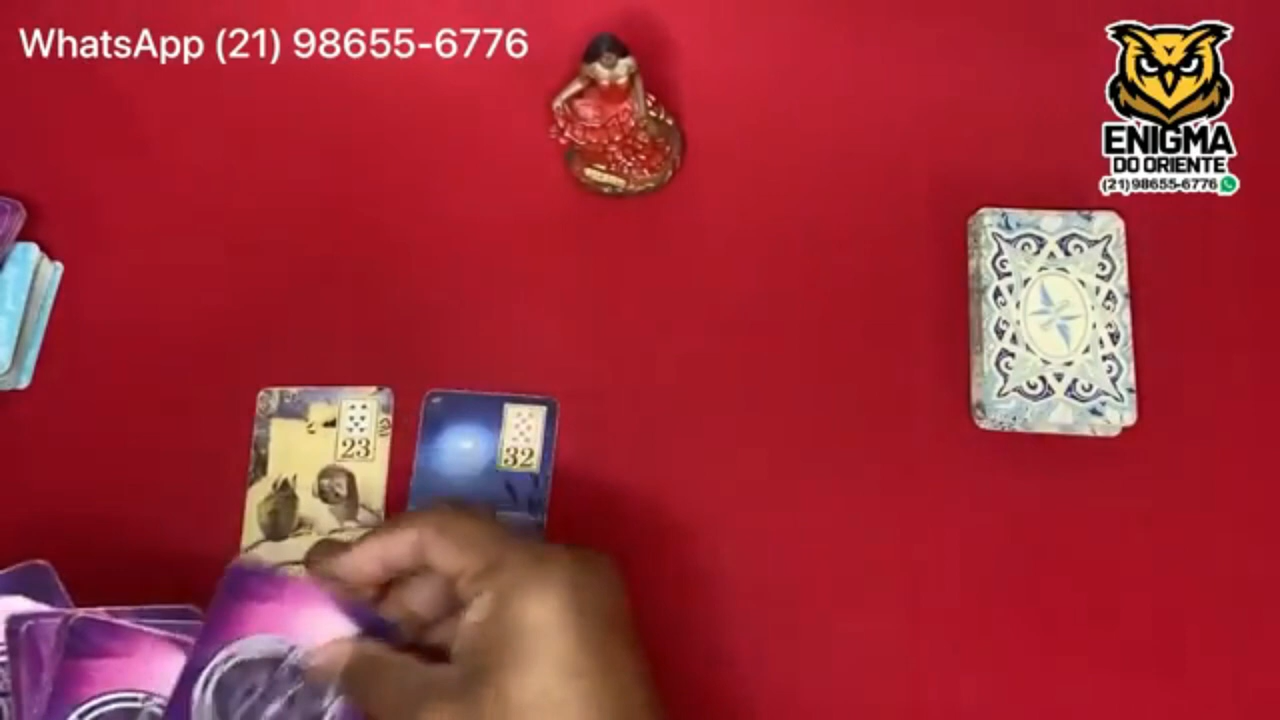 WhatsApp (21) 98655-6776
ENIGMA
DO ORIENTE
(21)98655-6776
23
32